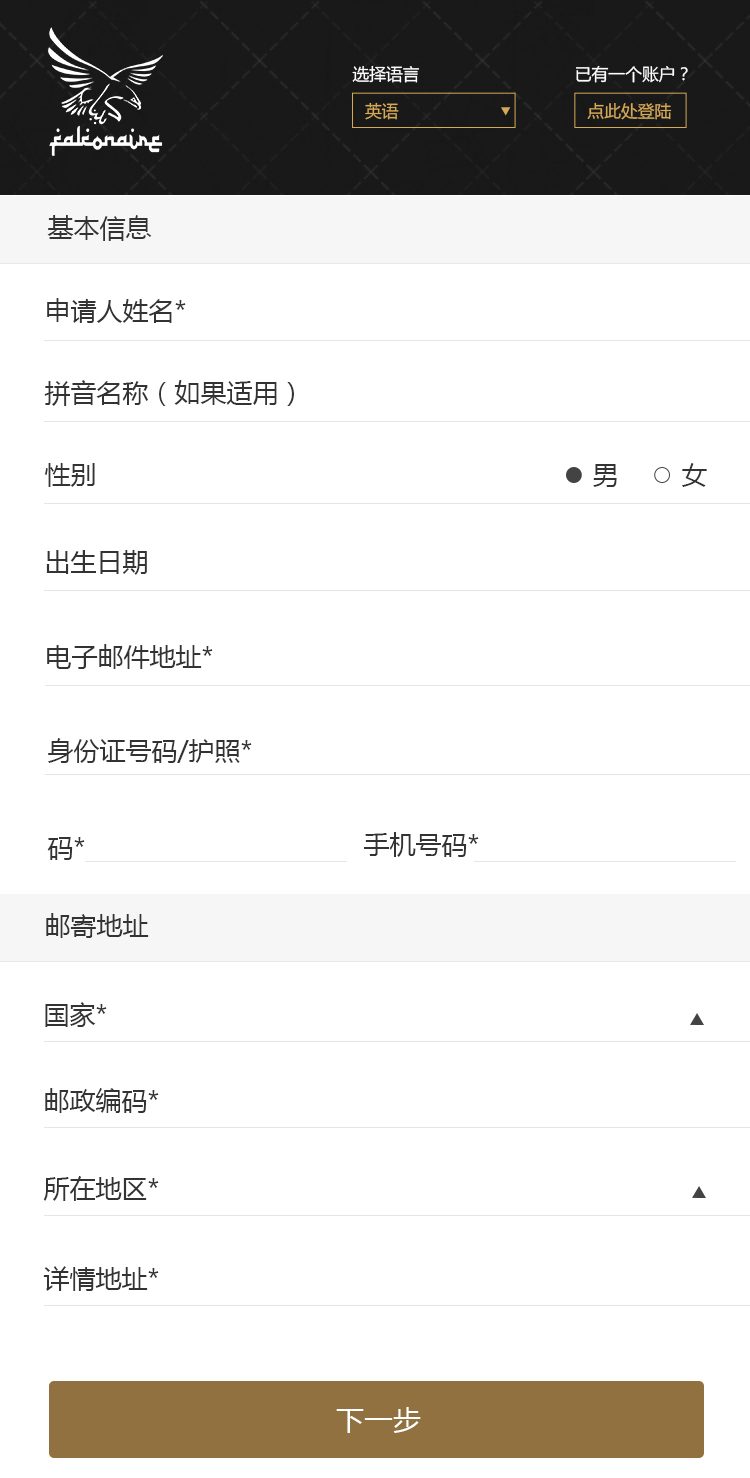 falconaire
选择语言
已有一个账户？
英语
点此处登陆
基本信息
申请人姓名*
拼音名称（如果适用）
性别 男 女
出生日期
电子邮件地址*
身份证号码/护照*
码* 手机号码*
邮寄地址
国家*
邮政编码*
所在地区*
详情地址*
下一步